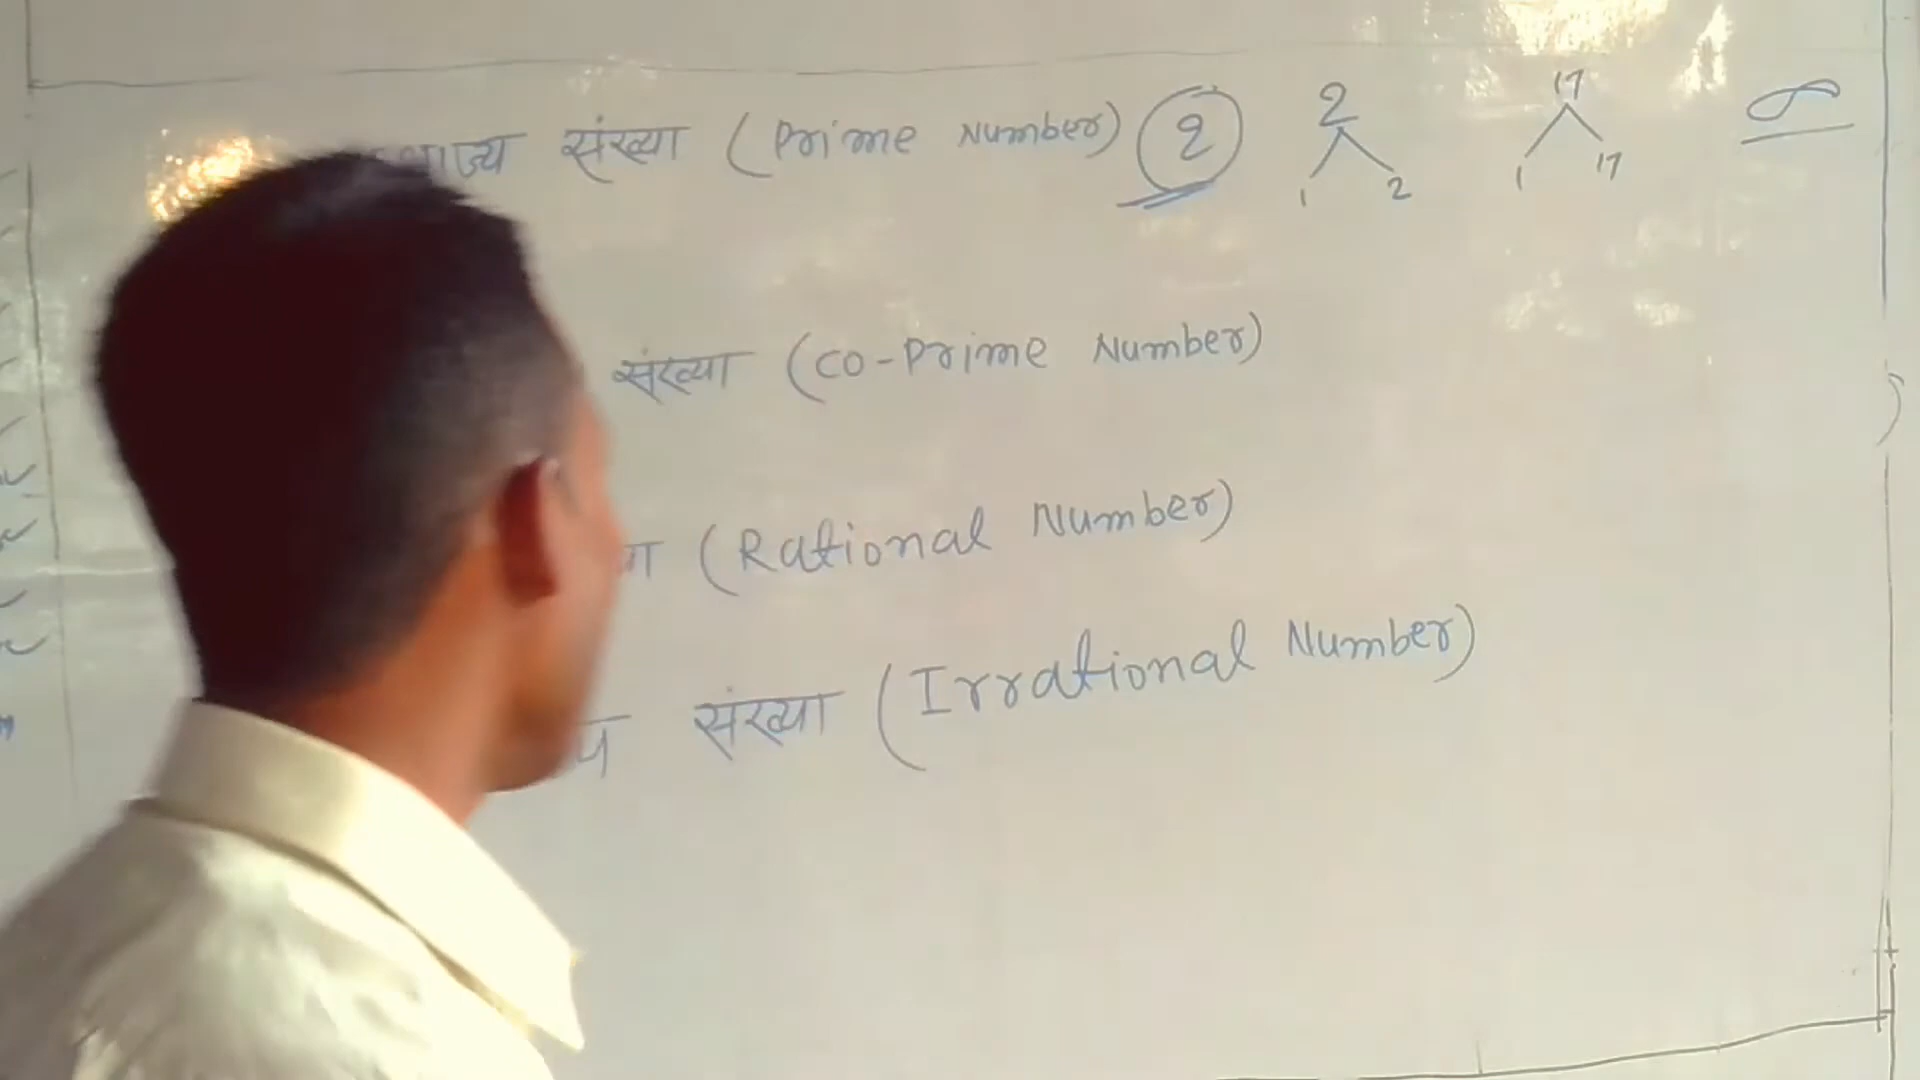 संख्या (Prime Number) 2 2 17 ∞
1 2 1 17
संख्या (CO-Prime Number)
(Rational Number)
संख्या (Irrational Number)